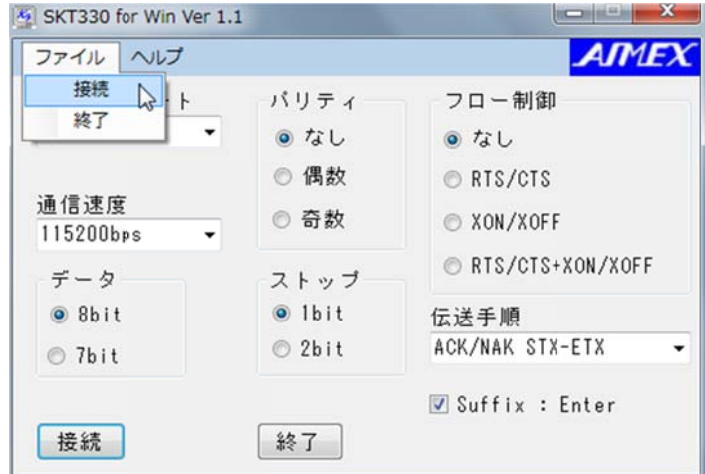 SKT330 for Win Ver 1.1
ファイル ヘルプ
AIMEX
接続
終了
ート
通信速度
115200bps
データ
8bit
7bit
パリティ
なし
偶数
奇数
ストップ
1bit
2bit
フロー制御
なし
RTS/CTS
XON/XOFF
RTS/CTS+XON/XOFF
伝送手順
ACK/NAK STX-ETX
Suffix : Enter
接続
終了